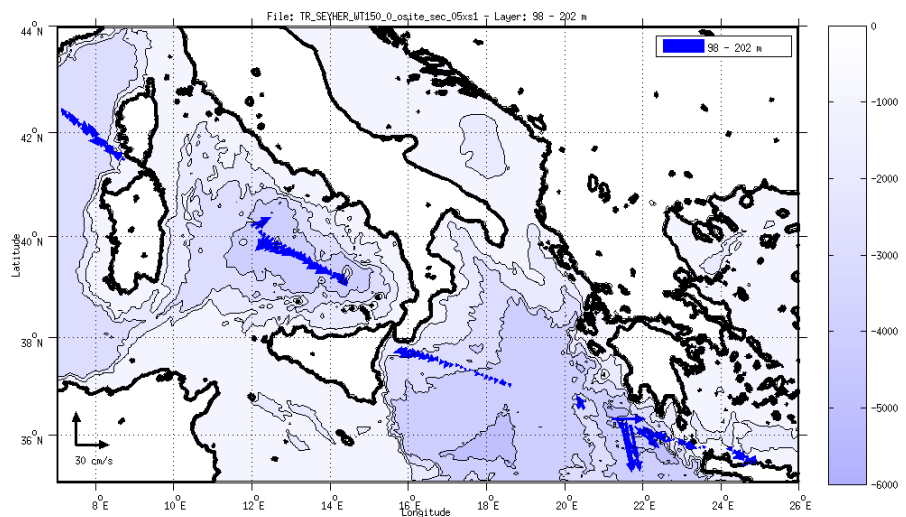 File: TR_SEYHER_WT150_0_osite_sec_05xs1 - Layer: 98 - 202 m
98 - 202 m
44°N
42°N
40°N
38°N
36°N
Latitude
30 cm/s
8°E
10°E
12°E
14°E
16°E
18°E
20°E
22°E
24°E
26°E
Longitude
0
-1000
-2000
-3000
-4000
-5000
-6000